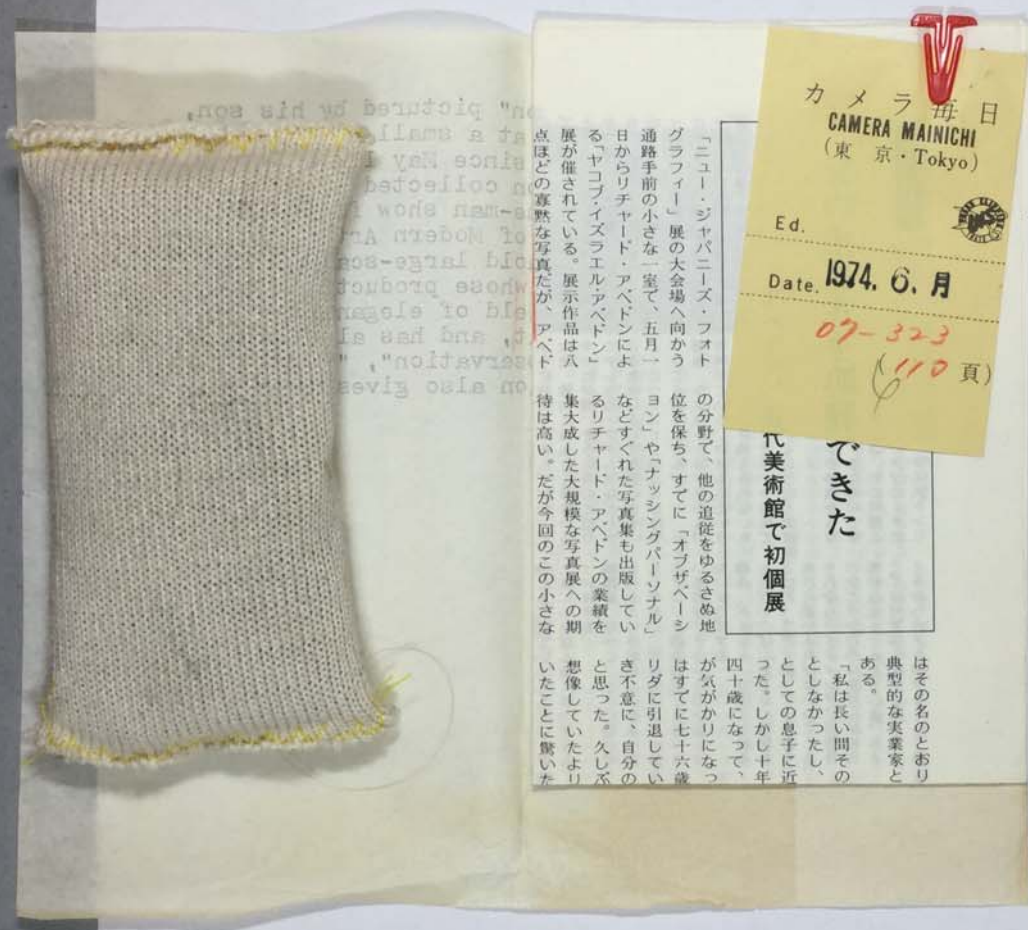 カメラ毎日
CAMERA MAINICHI
(東 京・Tokyo)
Ed.
Date. 1974. 6. 月
07-323
(110 頁)
できた
代美術館で初個展
「ニュー・ジャパニーズ・フォト
グラフィー」展の大会場へ向かう
通路手前の小さな一室で、五月一
日からリチャード・アベドンによ
る「ヤコブ・イズラエル・アベドン」
展が催されている。展示作品は八
点ほどの寡黙な写真だが、アベド
の分野で、他の追従をゆるさぬ地
位を保ち、すでに「オブザベーシ
ョン」や「ナッシングパーソナル」
などすぐれた写真集も出版してい
るリチャード・アベドンの業績を
集大成した大規模な写真展への期
待は高い。だが今回のこの小さな
はその名のとおり
典型的な実業家と
ある。
「私は長い間その
としなかったし、
としての息子に近
った。しかし十年
四十歳になって、
が気がかりになっ
はすでに七十六歳
リダに引退してい
き不意に、自分の
と思った。久しぶ
想像していたより
いたことに驚いた
on" pictured by his son,
at a small
since May
on collected
-man show
of Modern Ar
old large-sca
whose product
eld of elegan
t, and has al
servation", "
on also gives